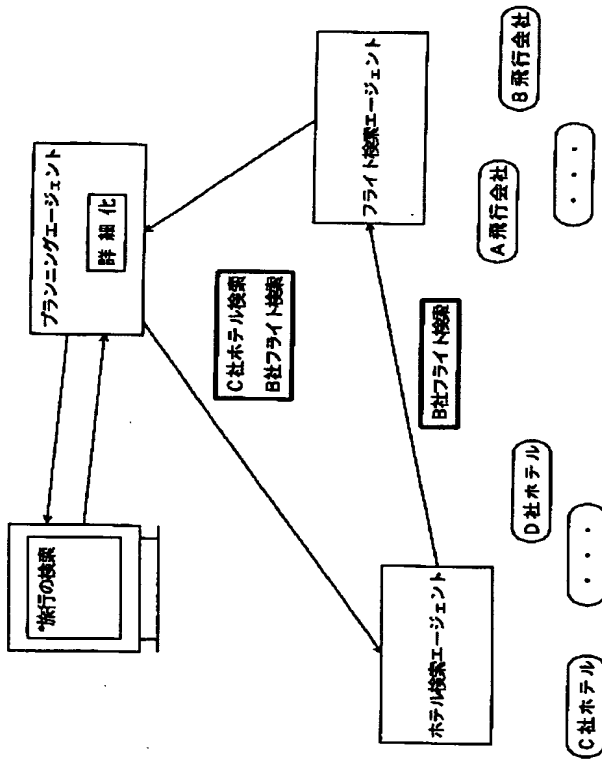 *旅行の検索
プランニングエージェント
詳細化
C社ホテル検索
B社フライト検索
B社フライト検索
ホテル検索エージェント
フライト検索エージェント
C社ホテル
・・・
D社ホテル
A飛行会社
・・・
B飛行会社